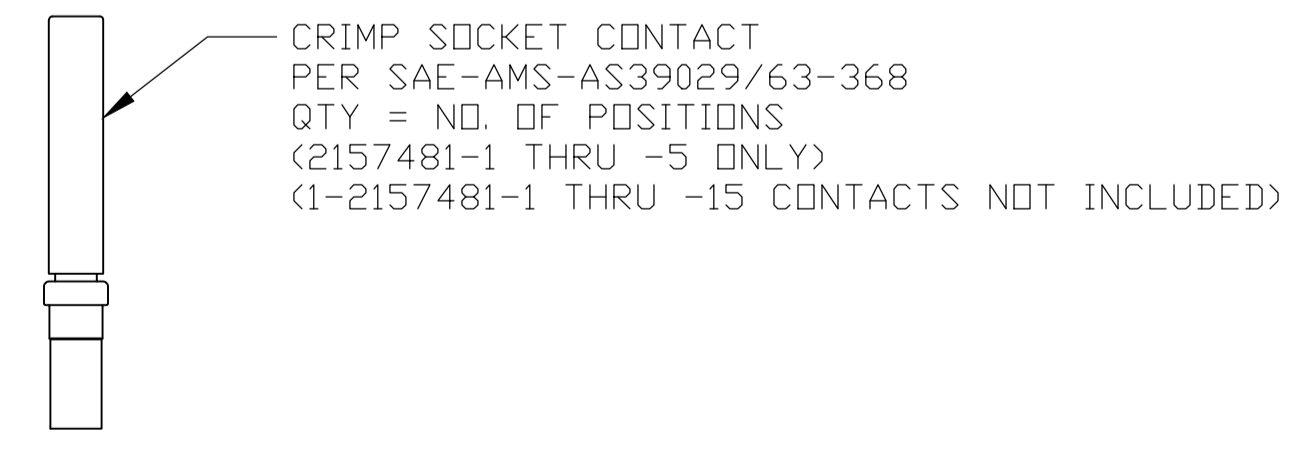 CRIMP SOCKET CONTACT
PER SAE-AMS-AS39029/63-368
QTY = NO. OF POSITIONS
(2157481-1 THRU -5 ONLY)
(1-2157481-1 THRU -15 CONTACTS NOT INCLUDED)